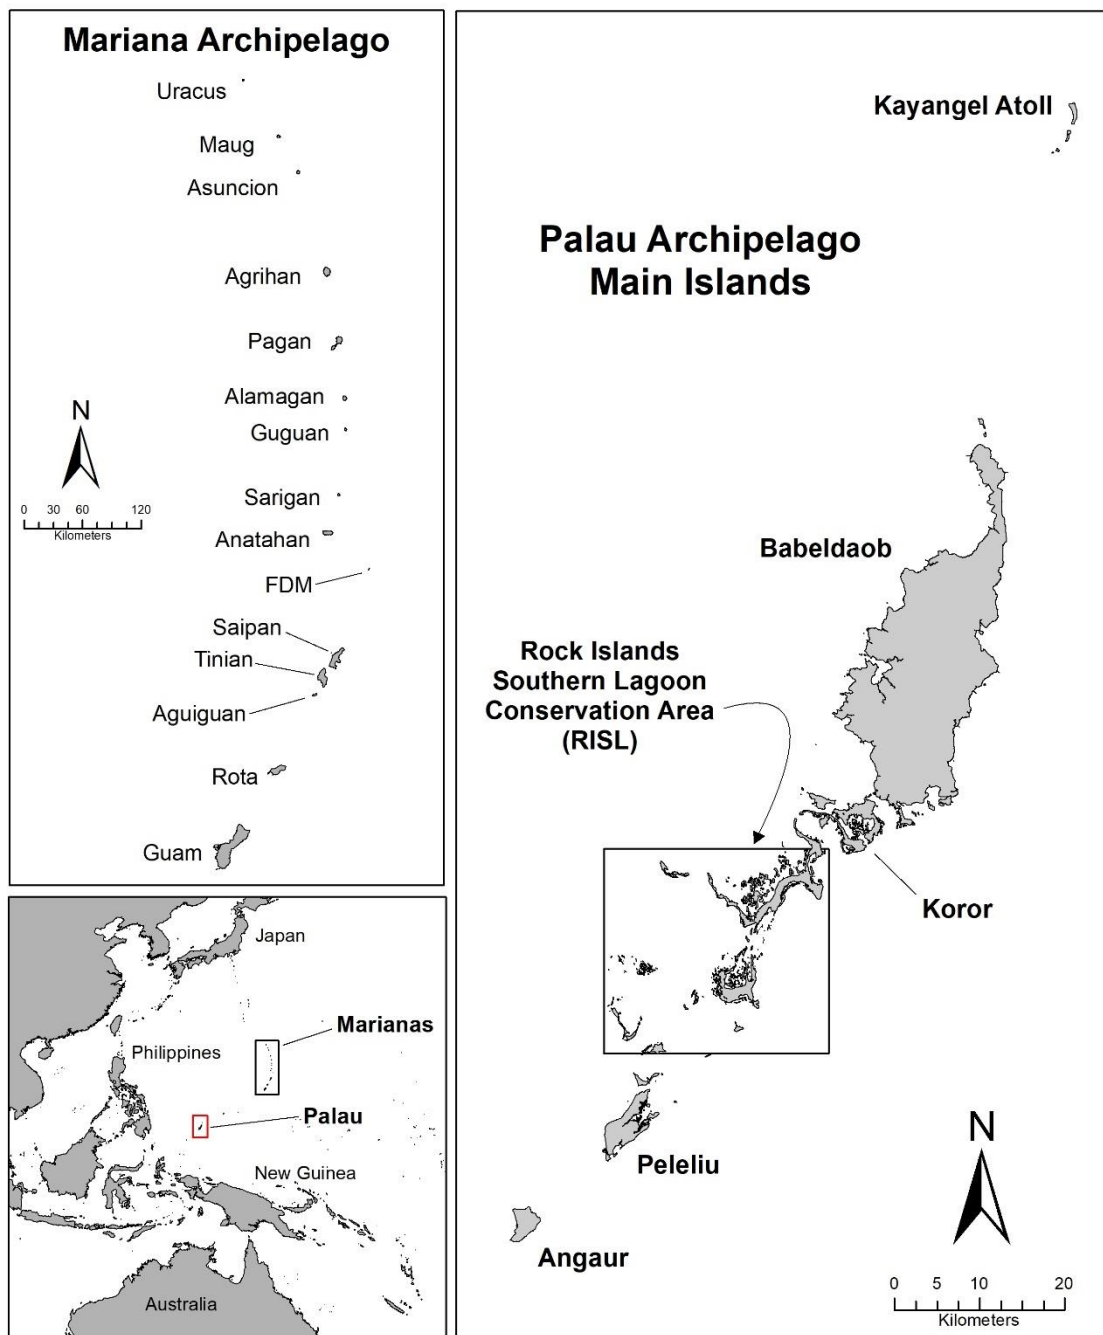 Mariana Archipelago
Uracus
Maug
Asuncion
Agrihan
Pagan
Alamagan
Guguan
Sarigan
Anatahan
FDM
Saipan
Tinian
Aguiguan
Rota
Guam
N
0 30 60 120
Kilometers
Kayangel Atoll
Palau Archipelago
Main Islands
Babeldaob
Rock Islands
Southern Lagoon
Conservation Area
(RISL)
Koror
Peleliu
Angaur
N
0 5 10 20
Kilometers
Japan
Marianas
Philippines
Palau
New Guinea
Australia